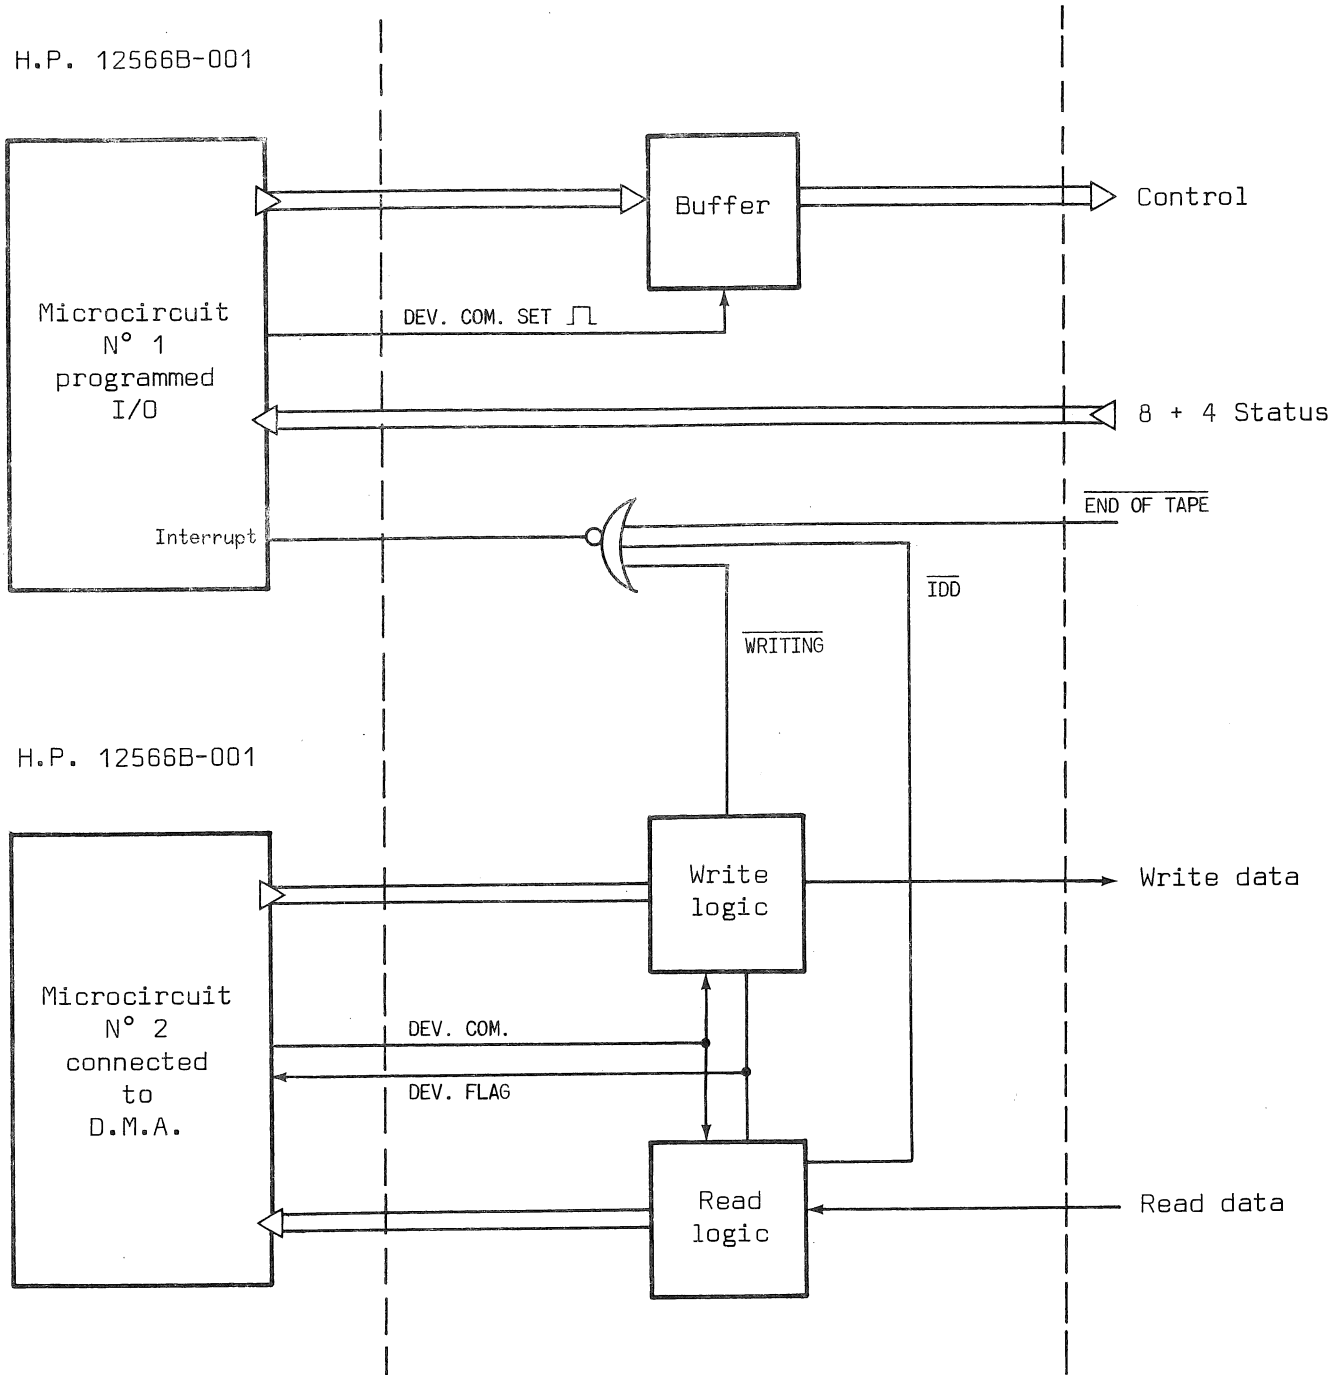 H.P. 12566B-001
Buffer
Control
Microcircuit
N° 1
programmed
I/O
DEV. COM. SET
8 + 4 Status
END OF TAPE
Interrupt
IDD
WRITING
H.P. 12566B-001
Write
logic
Write data
Microcircuit
N° 2
connected
to
D.M.A.
DEV. COM.
DEV. FLAG
Read
logic
Read data